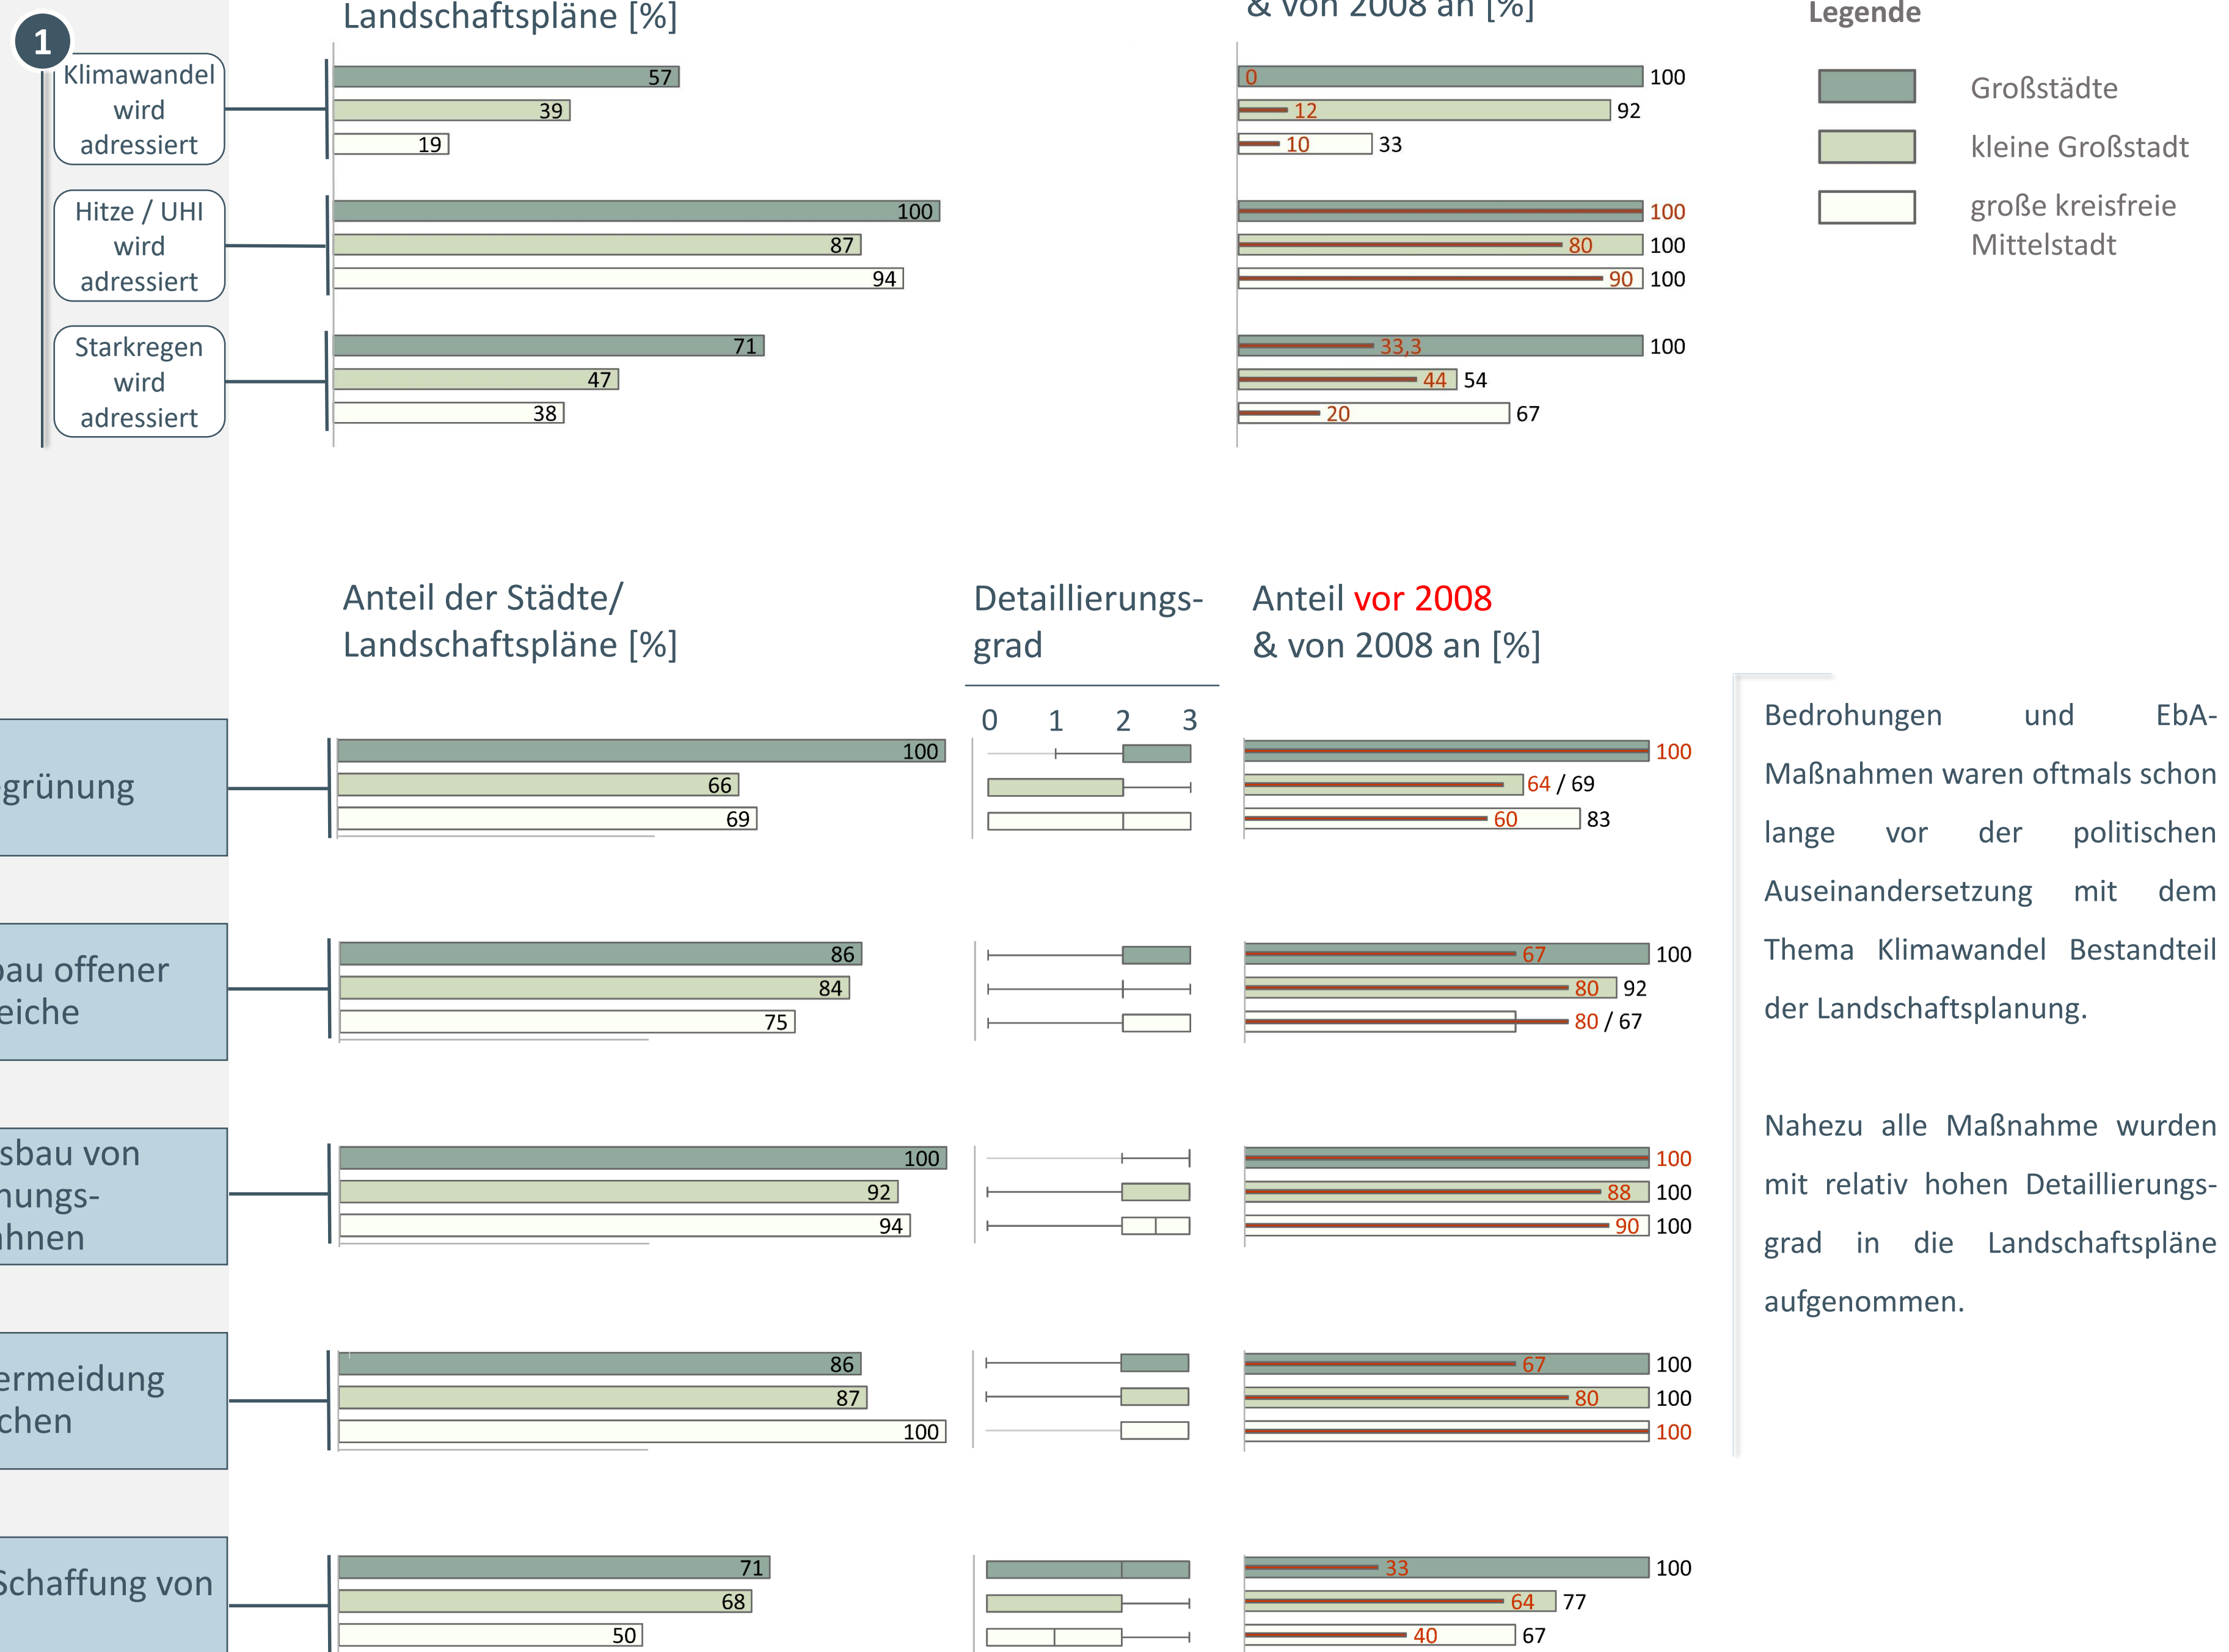 Landschaftspläne [%]
& von 2008 an [%]
Legende
1
Klimawandel
wird
adressiert
57
39
19
0
100
12
92
10
33
Großstädte
kleine Großstadt
große kreisfreie
Mittelstadt
Hitze / UHI
wird
adressiert
100
87
94
100
80
100
90
100
Starkregen
wird
adressiert
71
47
38
33,3
100
44
54
20
67
Anteil der Städte/
Landschaftspläne [%]
Detaillierungs-
grad
Anteil vor 2008
& von 2008 an [%]
0 1 2 3
grünung
100
66
69
100
64 / 69
60
83
bau offener
eiche
86
84
75
67
100
80
92
80 / 67
sbau von
nungs-
ahnen
100
92
94
100
88
100
90
100
ermeidung
chen
86
87
100
67
100
80
100
100
Schaffung von
71
68
50
33
100
64
77
40
67
Bedrohungen und EbA-
Maßnahmen waren oftmals schon
lange vor der politischen
Auseinandersetzung mit dem
Thema Klimawandel Bestandteil
der Landschaftsplanung.
Nahezu alle Maßnahme wurden
mit relativ hohen Detaillierungs-
grad in die Landschaftspläne
aufgenommen.